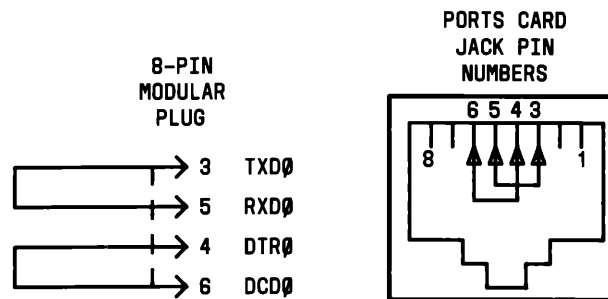 8-PIN
MODULAR
PLUG
3 TXDØ
5 RXDØ
4 DTRØ
6 DCDØ
PORTS CARD
JACK PIN
NUMBERS
6 5 4 3
8 1